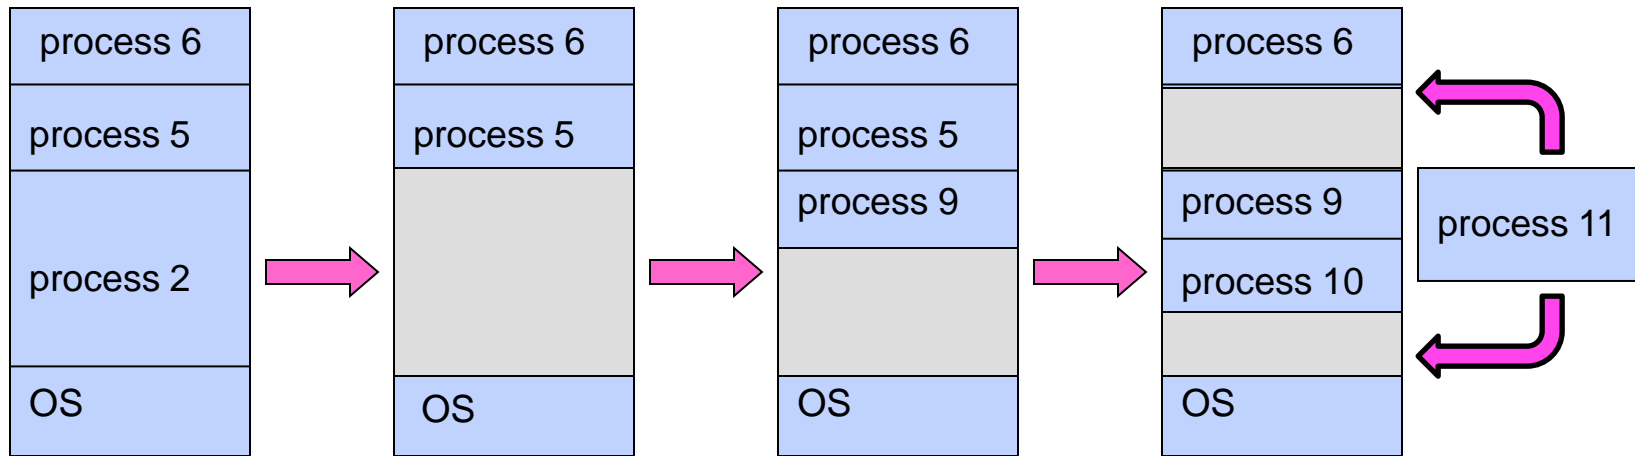 process 6
process 5
process 2
OS
process 6
process 5
OS
process 6
process 5
process 9
OS
process 6
process 9
process 10
OS
process 11